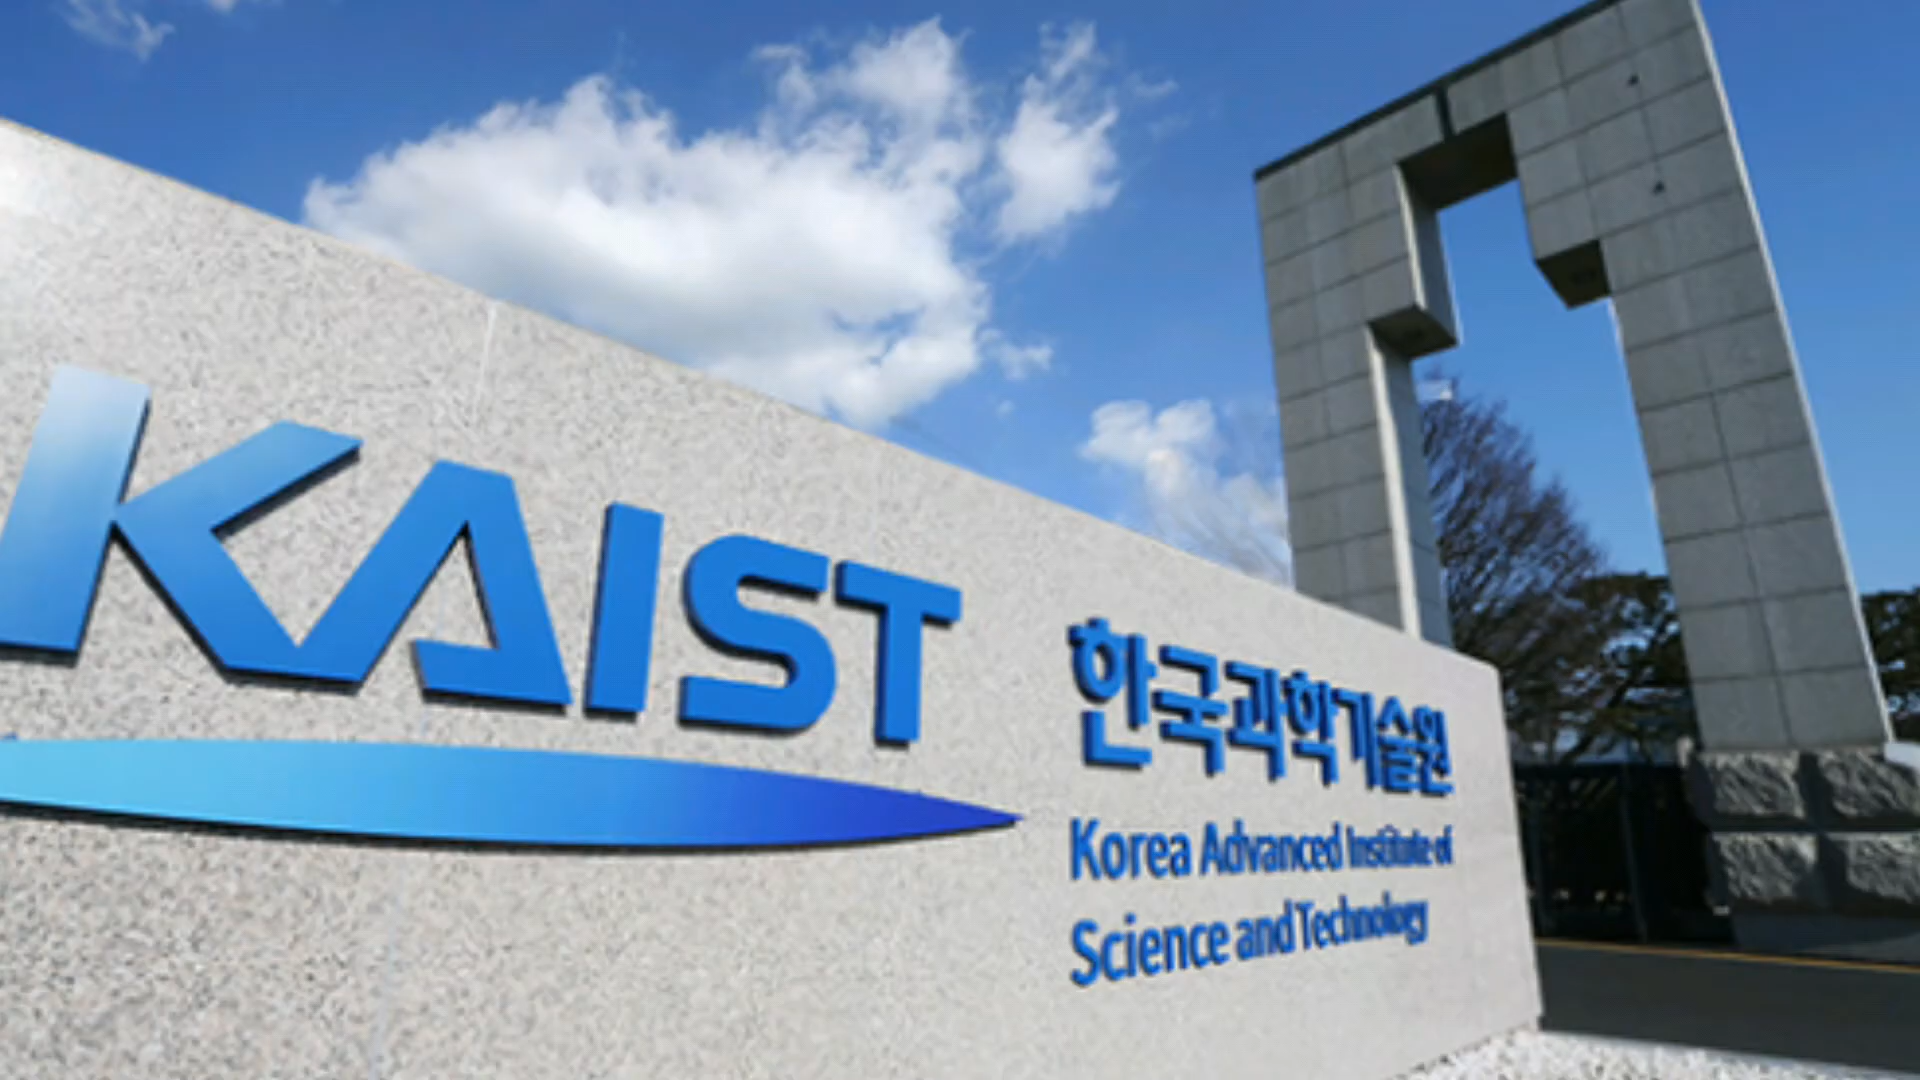 KAIST
한국과학기술원
Korea Advanced Institute of
Science and Technology